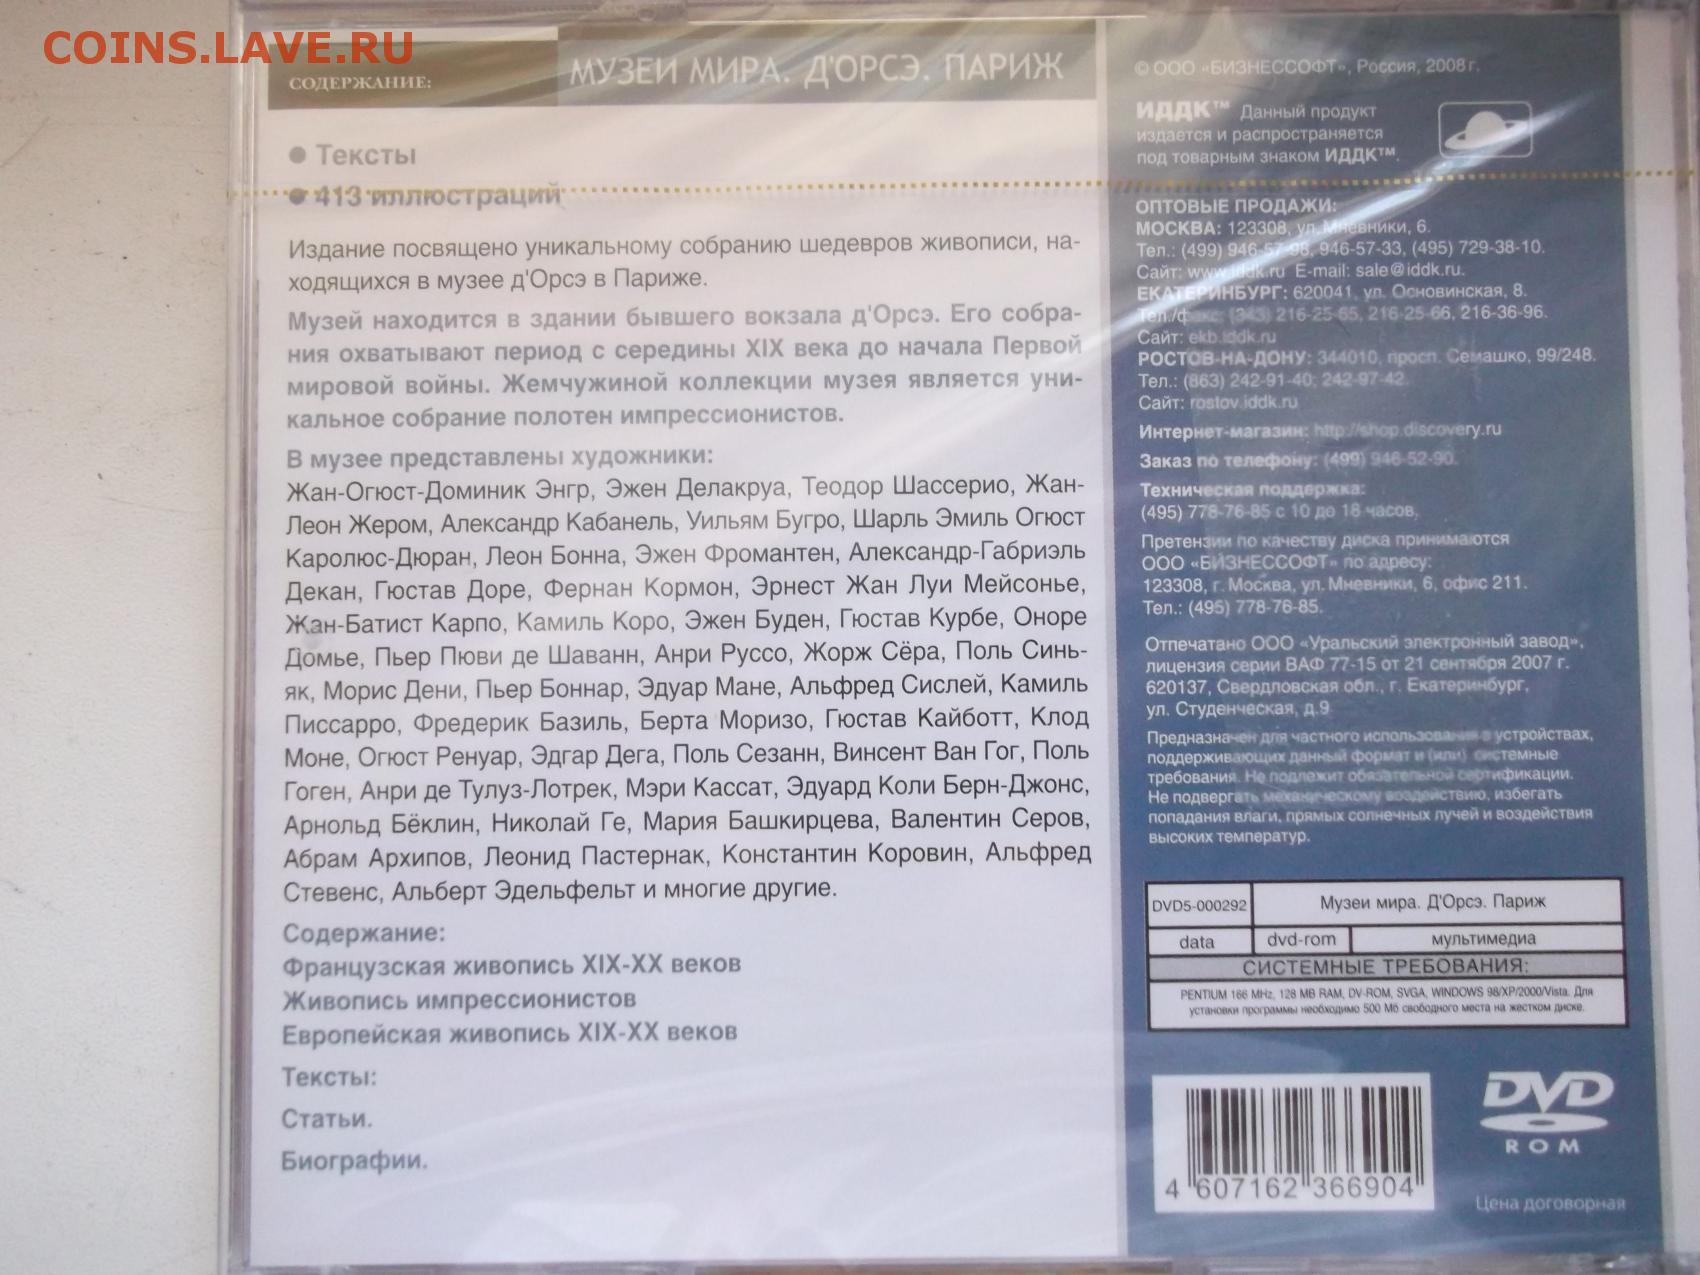 COINS.LAVE.RU
СОДЕРЖАНИЕ:
МУЗЕИ МИРА. Д'ОРСЭ. ПАРИЖ
● Тексты
● 413 иллюстраций
Издание посвящено уникальному собранию шедевров живописи, на-
ходящихся в музее д'Орсэ в Париже.
Музей находится в здании бывшего вокзала д'Орсэ. Его собра-
ния охватывают период с середины XIX века до начала Первой
мировой войны. Жемчужиной коллекции музея является уни-
кальное собрание полотен импрессионистов.
В музее представлены художники:
Жан-Огюст-Доминик Энгр, Эжен Делакруа, Теодор Шассерио, Жан-
Леон Жером, Александр Кабанель, Уильям Бугро, Шарль Эмиль Огюст
Каролюс-Дюран, Леон Бонна, Эжен Фромантен, Александр-Габриэль
Декан, Гюстав Доре, Фернан Кормон, Эрнест Жан Луи Мейсонье,
Жан-Батист Карпо, Камиль Коро, Эжен Буден, Гюстав Курбе, Оноре
Домье, Пьер Пюви де Шаванн, Анри Руссо, Жорж Сёра, Поль Синь-
як, Морис Дени, Пьер Боннар, Эдуар Мане, Альфред Сислей, Камиль
Писсарро, Фредерик Базиль, Берта Моризо, Гюстав Кайботт, Клод
Моне, Огюст Ренуар, Эдгар Дега, Поль Сезанн, Винсент Ван Гог, Поль
Гоген, Анри де Тулуз-Лотрек, Мэри Кассат, Эдуард Коли Берн-Джонс,
Арнольд Бёклин, Николай Ге, Мария Башкирцева, Валентин Серов,
Абрам Архипов, Леонид Пастернак, Константин Коровин, Альфред
Стевенс, Альберт Эдельфельт и многие другие.
Содержание:
Французская живопись XIX-XX веков
Живопись импрессионистов
Европейская живопись XIX-XX веков
Тексты:
Статьи.
Биографии.
© ООО «БИЗНЕССОФТ», Россия, 2008 г.
ИДДК™ Данный продукт
издается и распространяется
под товарным знаком ИДДК™.
ОПТОВЫЕ ПРОДАЖИ:
МОСКВА: 123308, ул. Мневники, 6.
Тел.: (499) 946-57-98, 946-57-33, (495) 729-38-10.
Сайт: www.iddk.ru E-mail: sale@iddk.ru.
ЕКАТЕРИНБУРГ: 620041, ул. Основинская, 8.
Тел./факс: (343) 216-25-65, 216-25-66, 216-36-96.
Сайт: ekb.iddk.ru
РОСТОВ-НА-ДОНУ: 344010, просп. Семашко, 99/248.
Тел.: (863) 242-91-40; 242-97-42.
Сайт: rostov.iddk.ru
Интернет-магазин: http://shop.discovery.ru
Заказ по телефону: (499) 946-52-90.
Техническая поддержка:
(495) 778-76-85 с 10 до 18 часов.
Претензии по качеству диска принимаются
ООО «БИЗНЕССОФТ» по адресу:
123308, г. Москва, ул. Мневники, 6, офис 211.
Тел.: (495) 778-76-85.
Отпечатано ООО «Уральский электронный завод»,
лицензия серии ВАФ 77-15 от 21 сентября 2007 г.
620137, Свердловская обл., г. Екатеринбург,
ул. Студенческая, д.9
Предназначен для частного использования в устройствах,
поддерживающих данный формат и (или) системные
требования. Не подлежит обязательной сертификации.
Не подвергать механическому воздействию, избегать
попадания влаги, прямых солнечных лучей и воздействия
высоких температур.
DVD5-000292 Музеи мира. Д'Орсэ. Париж
data dvd-rom мультимедиа
СИСТЕМНЫЕ ТРЕБОВАНИЯ:
PENTIUM 166 MHz, 128 MB RAM, DV-ROM, SVGA, WINDOWS 98/XP/2000/Vista. Для
установки программы необходимо 500 Мб свободного места на жестком диске.
DVD
ROM
4 607162 366904
Цена договорная